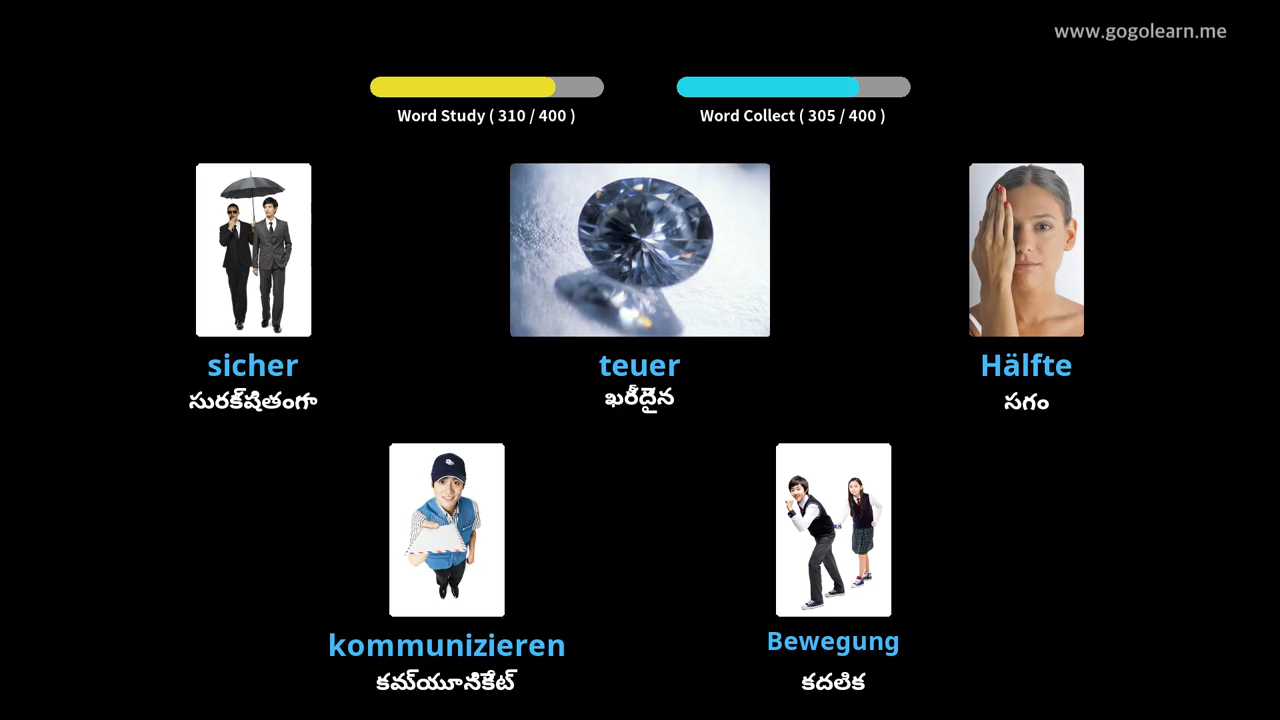 www.gogolearn.me
Word Study ( 310 / 400 )
Word Collect ( 305 / 400 )
sicher
సురక్షితంగా
teuer
ఖరీదైన
Hälfte
సగం
kommunizieren
కమ్యూనికేట్
Bewegung
కదలిక